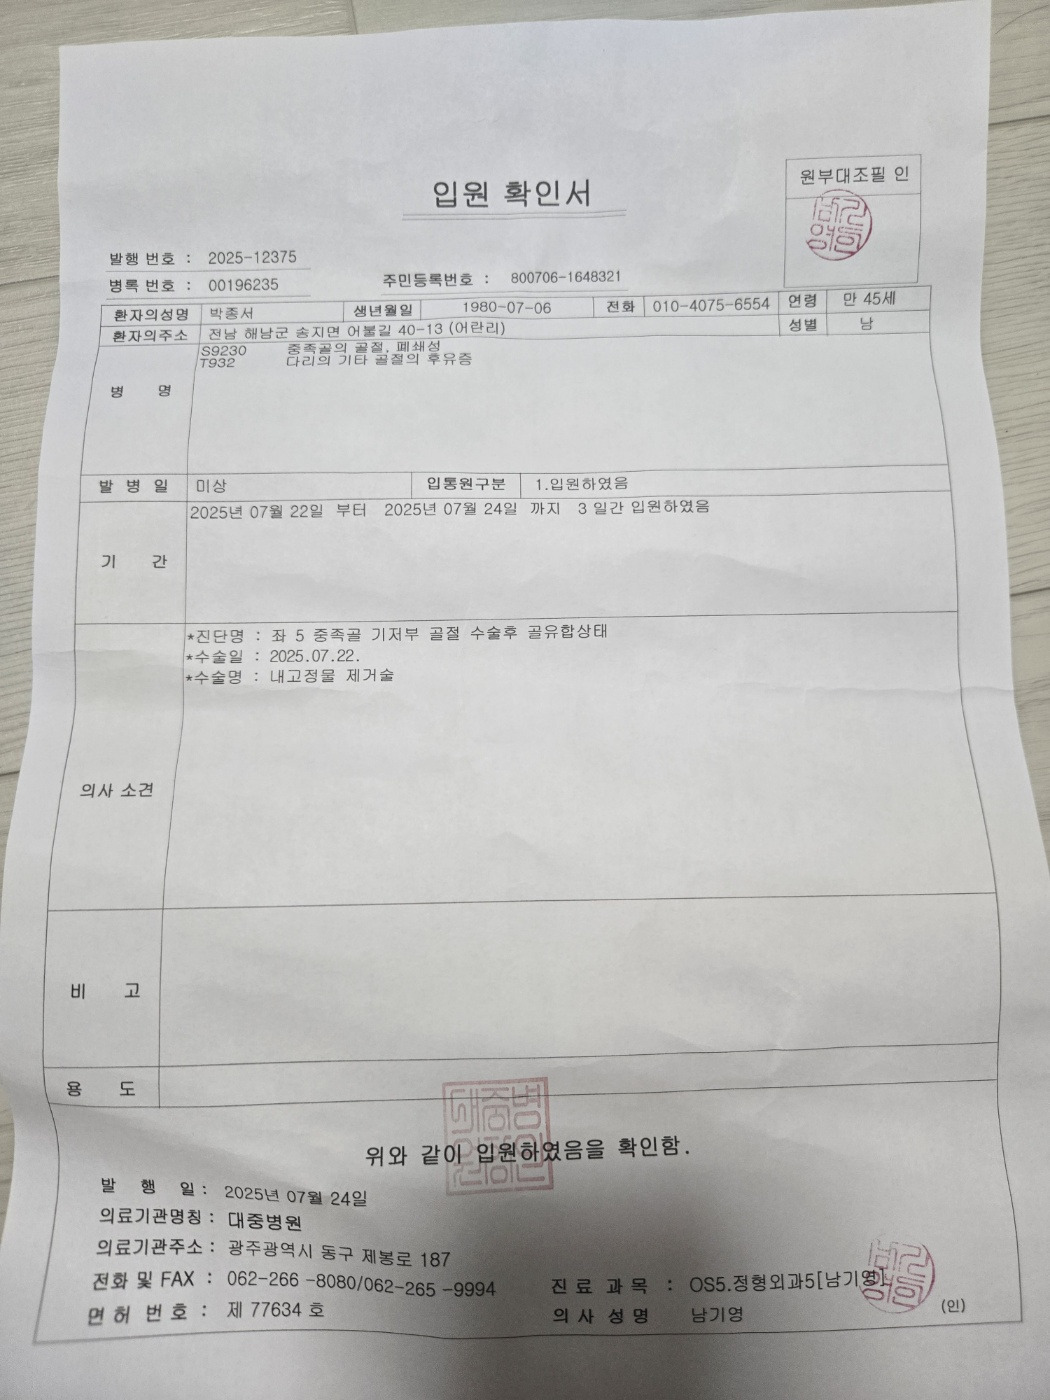 입원 확인서
원부대조필 인
발행 번호 : 2025-12375
병록 번호 : 00196235 주민등록번호 : 800706-1648321
환자의성명 박종서 생년월일 1980-07-06 전화 010-4075-6554 연령 만 45세
환자의주소 전남 해남군 송지면 어불길 40-13 (어란리) 성별 남
병 명
S9230 중족골의 골절, 폐쇄성
T932 다리의 기타 골절의 후유증
발 병 일 미상 입통원구분 1.입원하였음
기 간
2025년 07월 22일 부터 2025년 07월 24일 까지 3 일간 입원하였음
의사 소견
*진단명 : 좌 5 중족골 기저부 골절 수술후 골유합상태
*수술일 : 2025.07.22.
*수술명 : 내고정물 제거술
비 고
용 도
위와 같이 입원하였음을 확인함.
발 행 일 : 2025년 07월 24일
의료기관명칭 : 대중병원
의료기관주소 : 광주광역시 동구 제봉로 187
전화 및 FAX : 062-266 -8080/062-265 -9994 진 료 과 목 : OS5.정형외과5[남기영]
면 허 번 호 : 제 77634 호 의 사 성 명 남기영 (인)